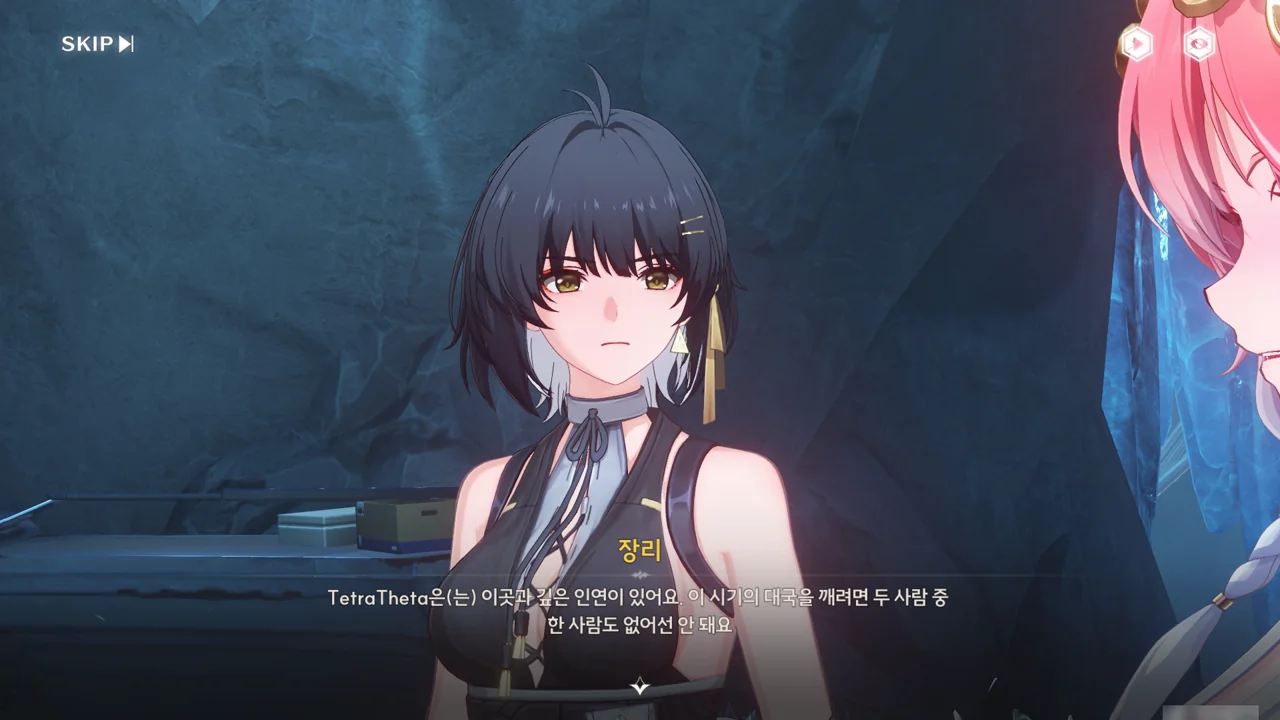 SKIP
장리
TetraTheta은(는) 이곳과 깊은 인연이 있어요. 이 시기의 대국을 깨려면 두 사람 중
한 사람도 없어선 안 돼요